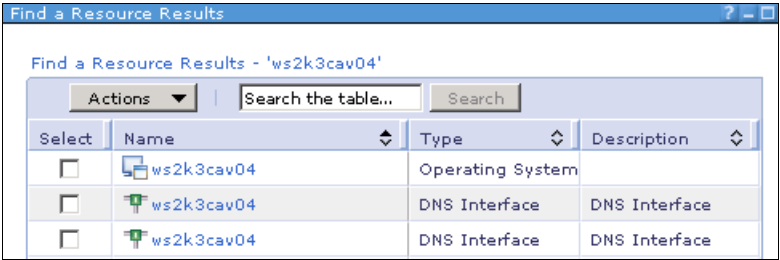 Find a Resource Results ? 
Find a Resource Results - 'ws2k3cav04'
Actions Search the table... Search
Select Name Type Description
ws2k3cav04 Operating System
ws2k3cav04 DNS Interface DNS Interface
ws2k3cav04 DNS Interface DNS Interface